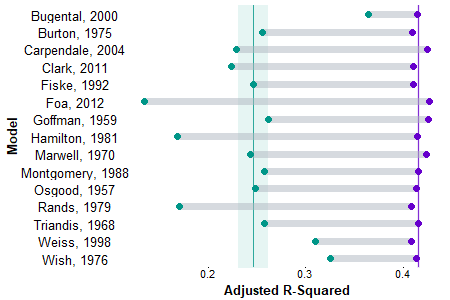 Bugental, 2000
Burton, 1975
Carpendale, 2004
Clark, 2011
Fiske, 1992
Foa, 2012
Goffman, 1959
Hamilton, 1981
Marwell, 1970
Montgomery, 1988
Osgood, 1957
Rands, 1979
Triandis, 1968
Weiss, 1998
Wish, 1976
Model
0.2 0.3 0.4
Adjusted R-Squared